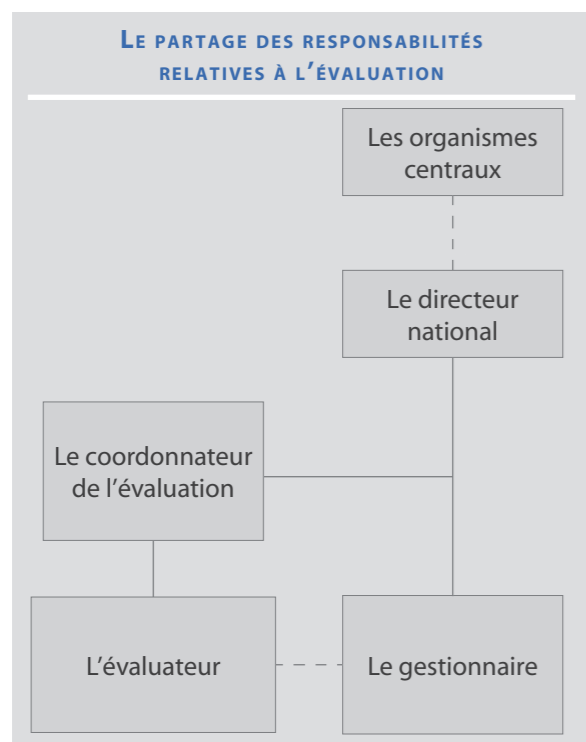 LE PARTAGE DES RESPONSABILITÉS
RELATIVES À L'ÉVALUATION
Les organismes
centraux
Le directeur
national
Le coordonnateur
de l'évaluation
L'évaluateur
Le gestionnaire